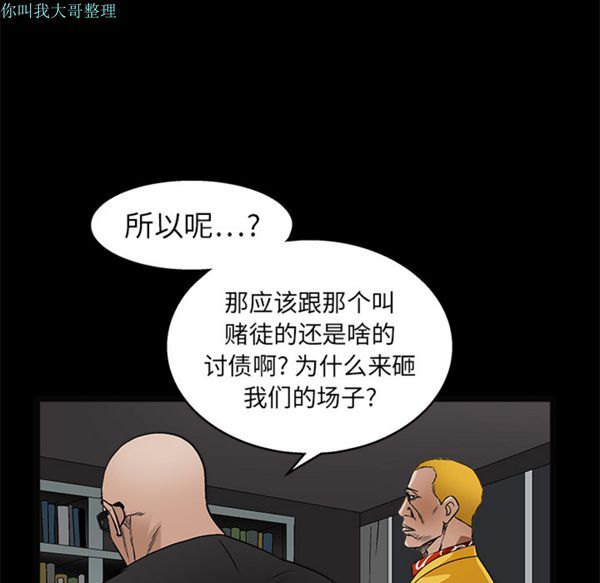 你叫我大哥整理
所以呢...?
那应该跟那个叫
赌徒的还是啥的
讨债啊? 为什么来砸
我们的场子?